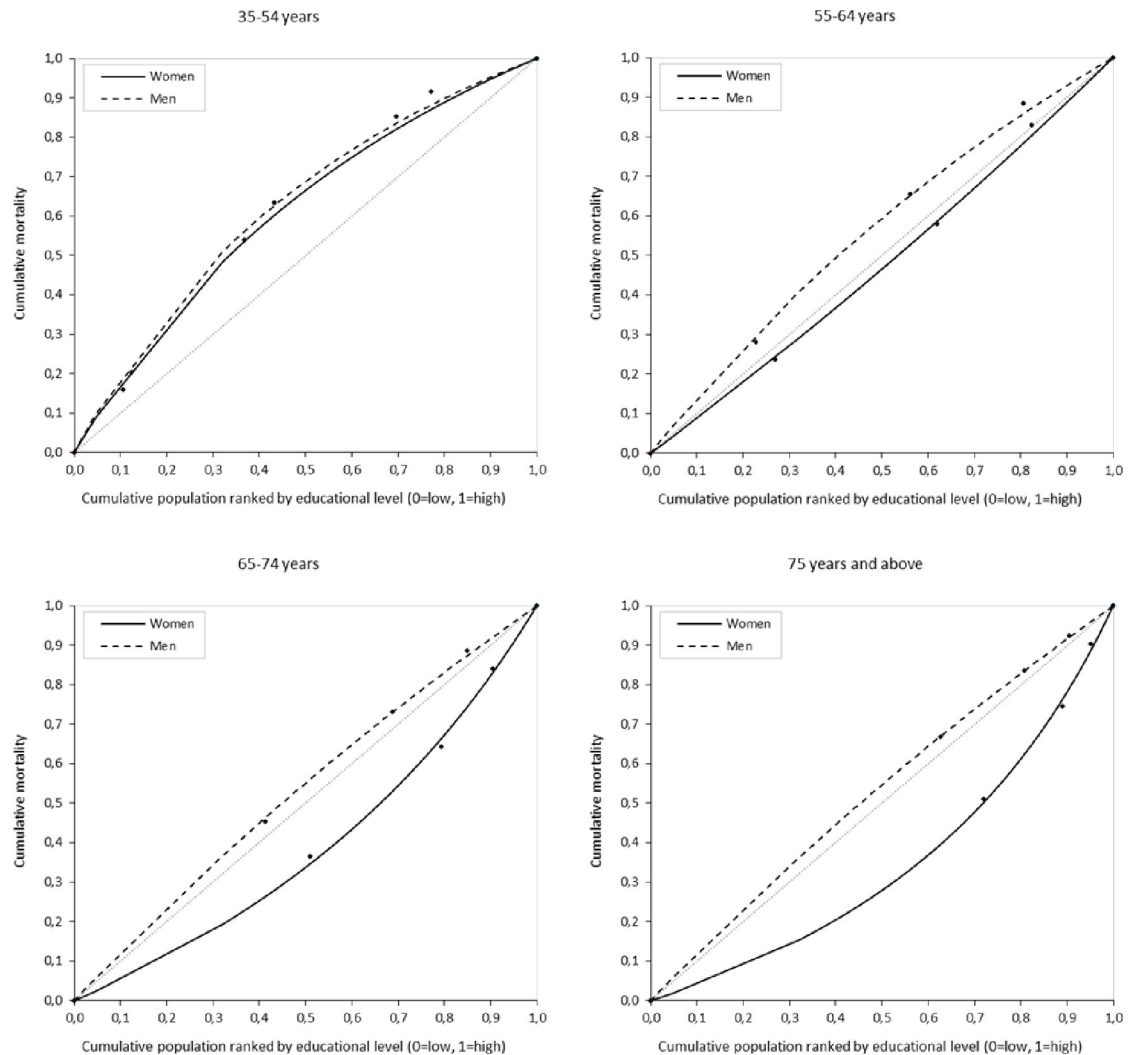 35-54 years
1,0
0,9
0,8
0,7
0,6
0,5
0,4
0,3
0,2
0,1
0,0
Cumulative mortality
Women
Men
0,0 0,1 0,2 0,3 0,4 0,5 0,6 0,7 0,8 0,9 1,0
Cumulative population ranked by educational level (0=low, 1=high)
55-64 years
1,0
0,9
0,8
0,7
0,6
0,5
0,4
0,3
0,2
0,1
0,0
Cumulative mortality
Women
Men
0,0 0,1 0,2 0,3 0,4 0,5 0,6 0,7 0,8 0,9 1,0
Cumulative population ranked by educational level (0=low, 1=high)
65-74 years
1,0
0,9
0,8
0,7
0,6
0,5
0,4
0,3
0,2
0,1
0,0
Cumulative mortality
Women
Men
0,0 0,1 0,2 0,3 0,4 0,5 0,6 0,7 0,8 0,9 1,0
Cumulative population ranked by educational level (0=low, 1=high)
75 years and above
1,0
0,9
0,8
0,7
0,6
0,5
0,4
0,3
0,2
0,1
0,0
Cumulative mortality
Women
Men
0,0 0,1 0,2 0,3 0,4 0,5 0,6 0,7 0,8 0,9 1,0
Cumulative population ranked by educational level (0=low, 1=high)